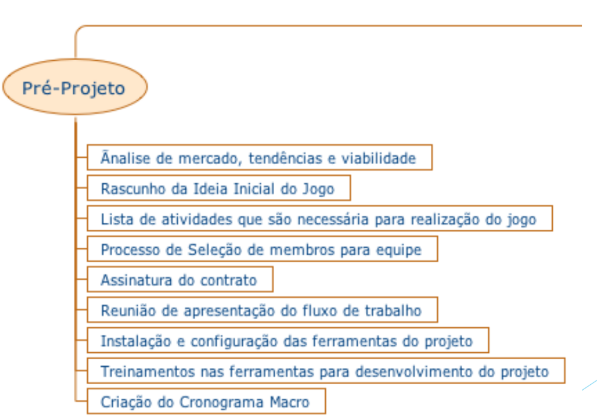 Pré-Projeto
Ãnalise de mercado, tendências e viabilidade
Rascunho da Ideia Inicial do Jogo
Lista de atividades que são necessária para realização do jogo
Processo de Seleção de membros para equipe
Assinatura do contrato
Reunião de apresentação do fluxo de trabalho
Instalação e configuração das ferramentas do projeto
Treinamentos nas ferramentas para desenvolvimento do projeto
Criação do Cronograma Macro